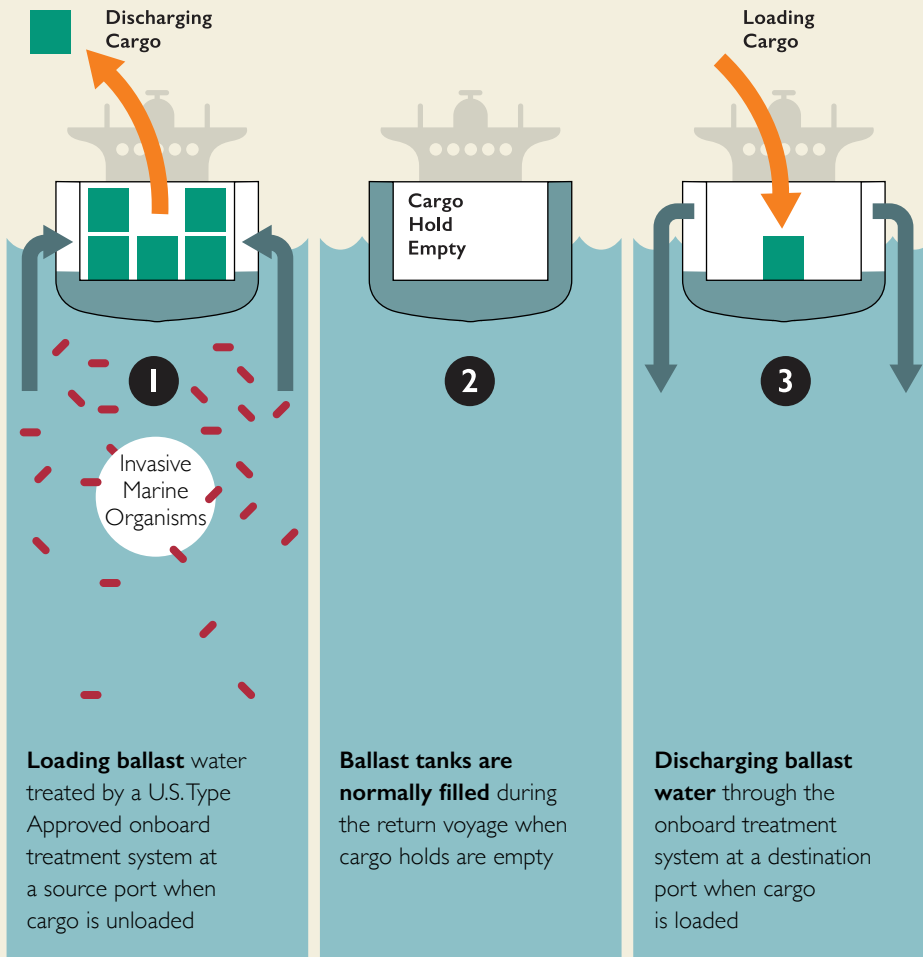 Discharging
Cargo
Loading
Cargo
Cargo
Hold
Empty
1
2
3
Invasive
Marine
Organisms
Loading ballast water
treated by a U.S. Type
Approved onboard
treatment system at
a source port when
cargo is unloaded
Ballast tanks are
normally filled during
the return voyage when
cargo holds are empty
Discharging ballast
water through the
onboard treatment
system at a destination
port when cargo
is loaded